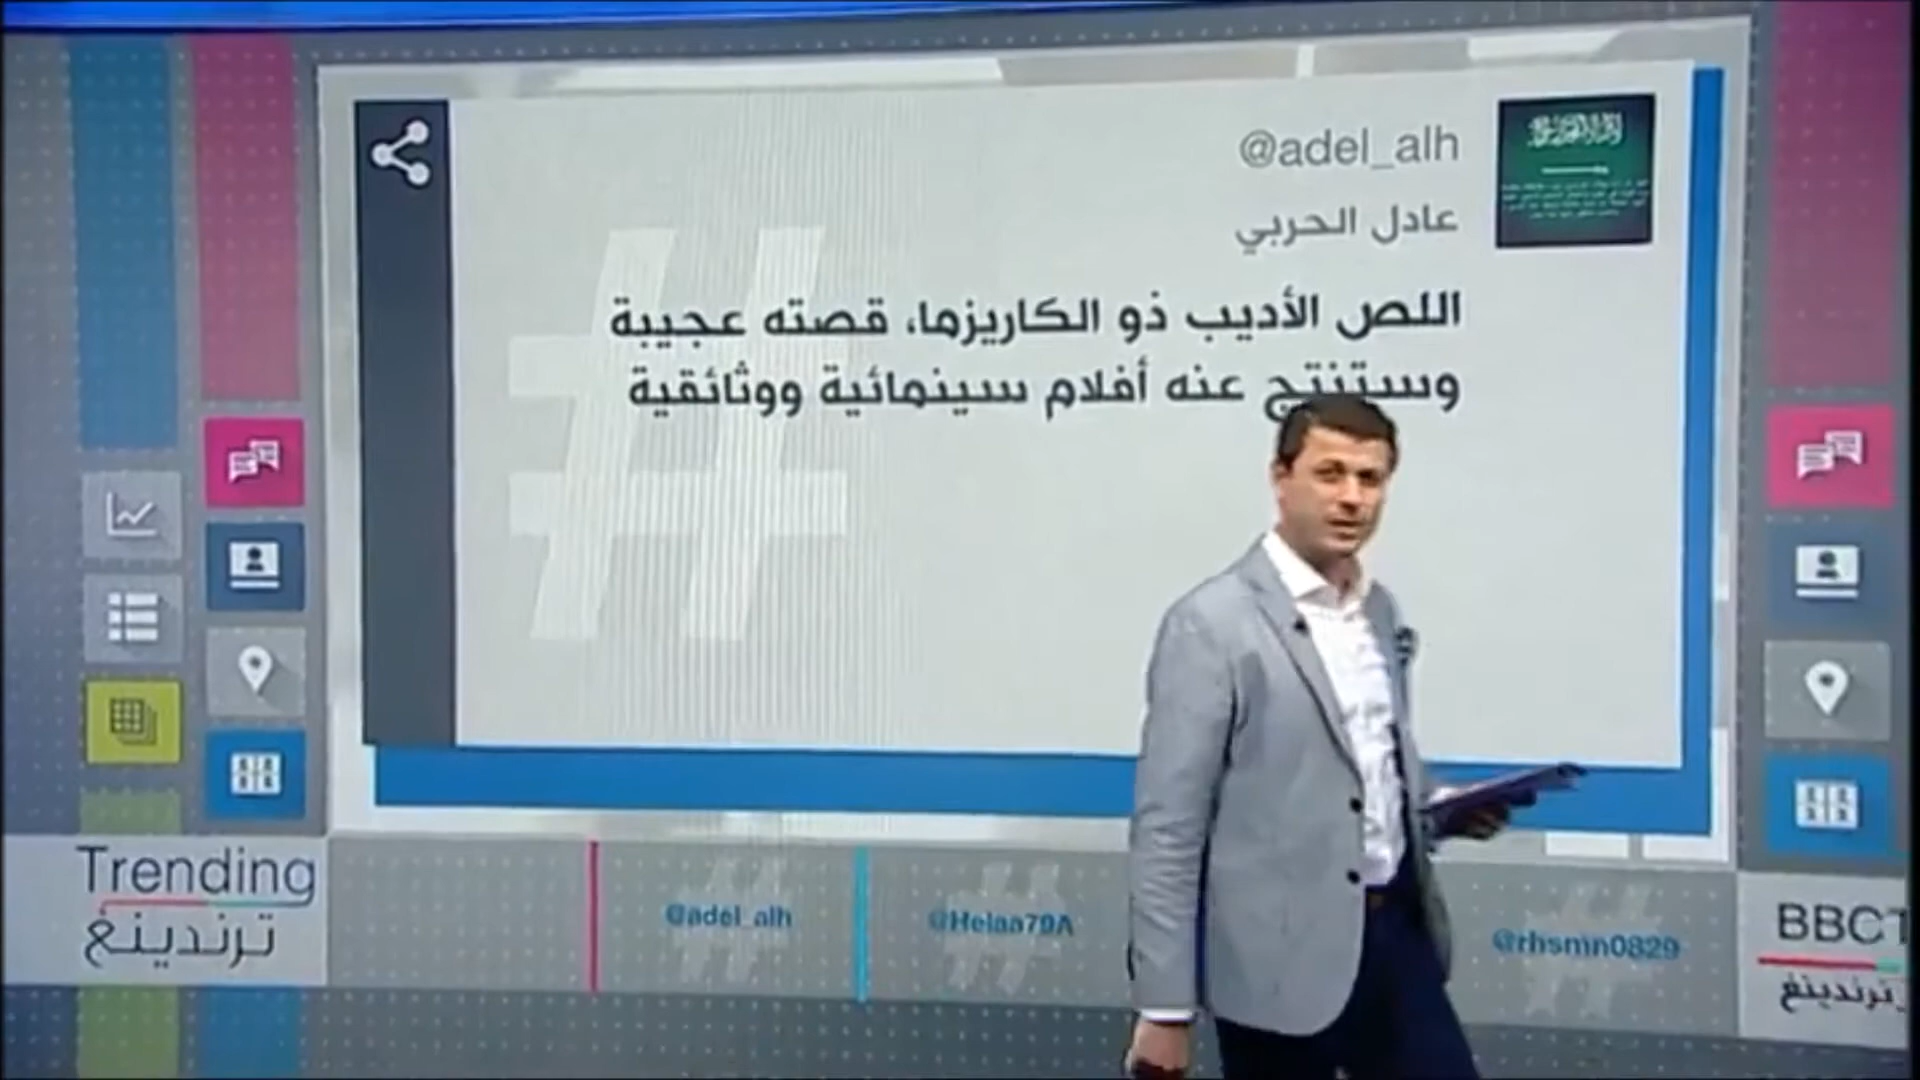 @adel_alh
عادل الحربي
اللص الأديب ذو الكاريزما، قصته عجيبة
وستنتج عنه أفلام سينمائية ووثائقية
Trending
ترندينغ
@adel_alh
@Helaa79A
@rhsmn0829
BBCT
ترندينغ